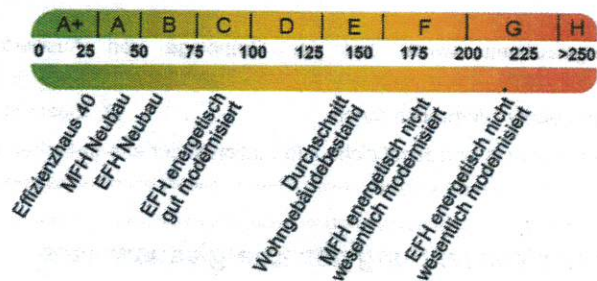 A+ A B C D E F G H
0 25 50 75 100 125 150 175 200 225 >250
Effizienzhaus 40
MFH Neubau
EFH Neubau
EFH energetisch
gut modernisiert
Durchschnitt
Wohngebäudebestand
MFH energetisch nicht
wesentlich modernisiert
EFH energetisch nicht
wesentlich modernisiert